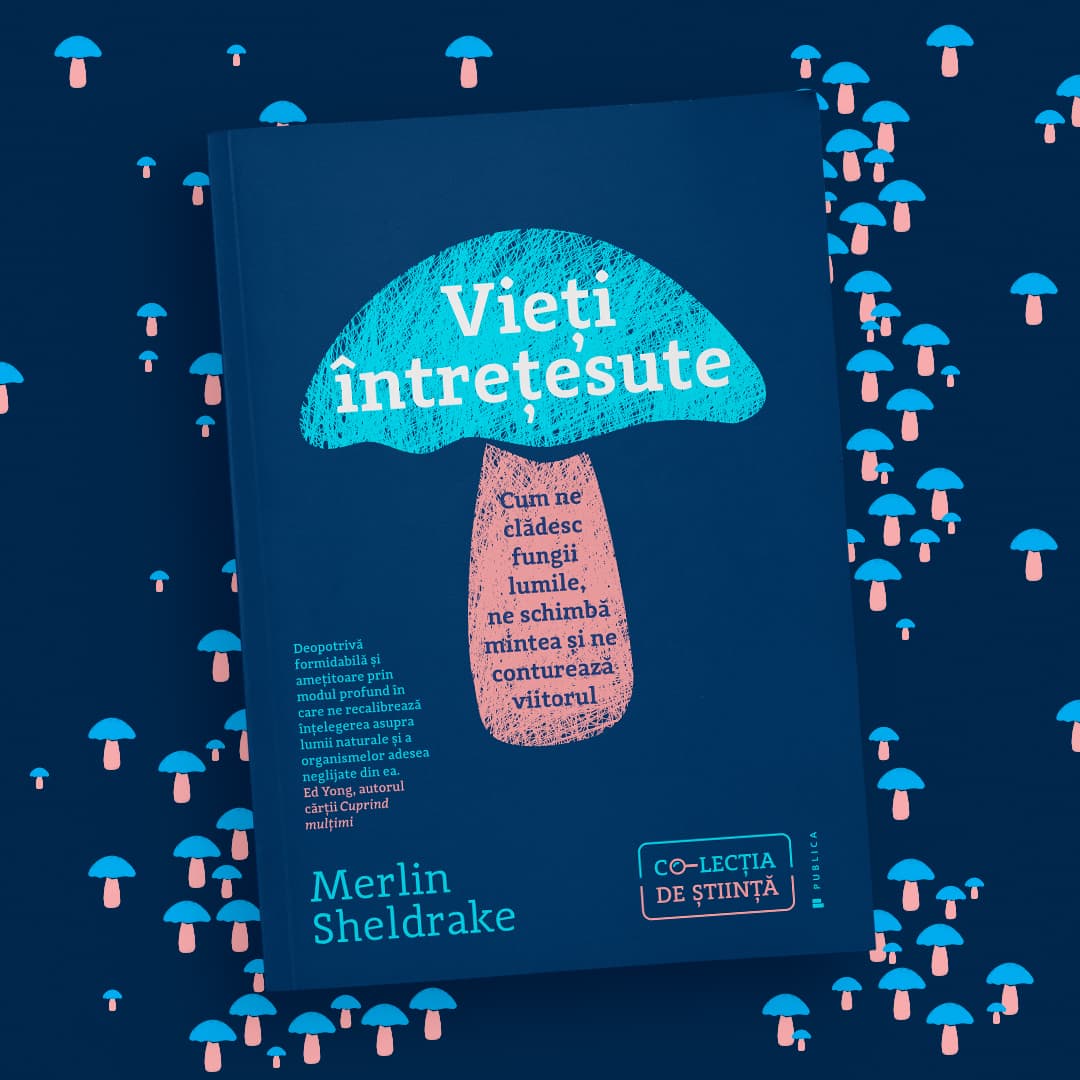 Vieți
întrețesute
Cum ne
clădesc
fungii
lumile,
ne schimbă
mintea și ne
conturează
viitorul
Deopotrivă
formidabilă și
amețitoare prin
modul profund în
care ne recalibrează
înțelegerea asupra
lumii naturale și a
organismelor adesea
neglijate din ea.
Ed Yong, autorul
cărții Cuprind
mulțimi
Merlin
Sheldrake
CO-LECȚIA
DE ȘTIINȚĂ
PUBLICA